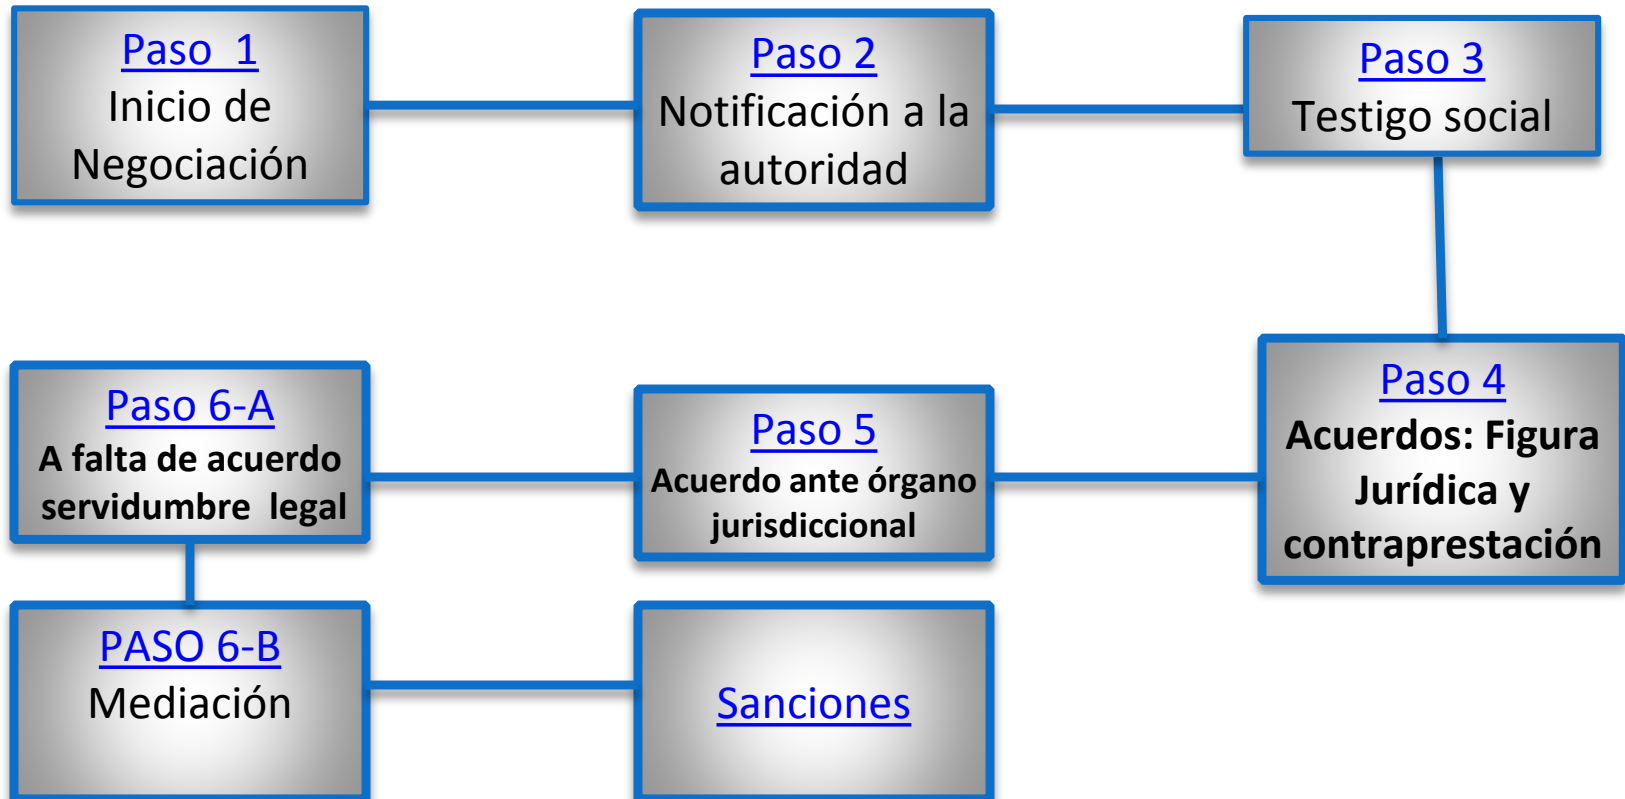 Paso  1
Inicio de
Negociación
Paso 2
Notificación a la
autoridad
Paso 3
Testigo social
Paso 4
Acuerdos: Figura
Jurídica y
contraprestación
Paso 5
Acuerdo ante órgano
jurisdiccional
Paso 6-A
A falta de acuerdo
servidumbre  legal
PASO 6-B
Mediación
Sanciones